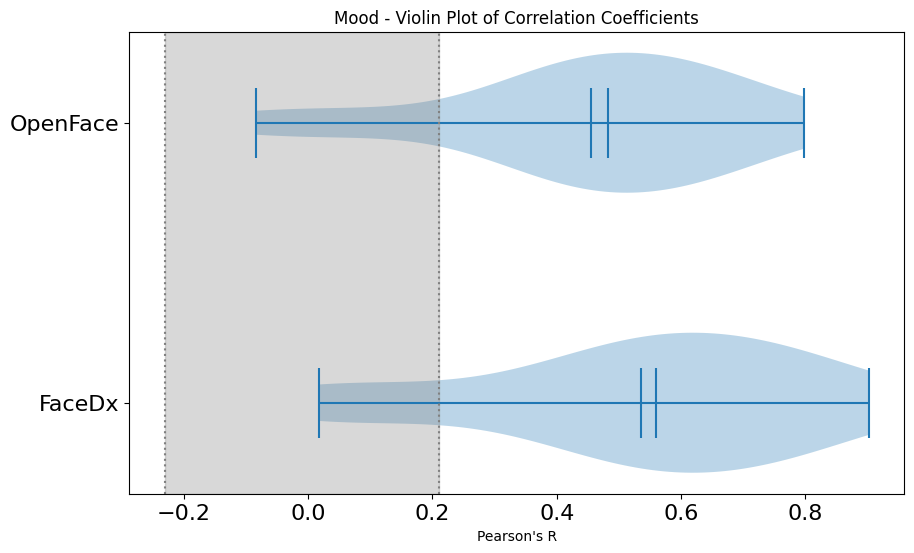 Mood - Violin Plot of Correlation Coefficients
OpenFace
FaceDx
−0.2 0.0 0.2 0.4 0.6 0.8
Pearson's R